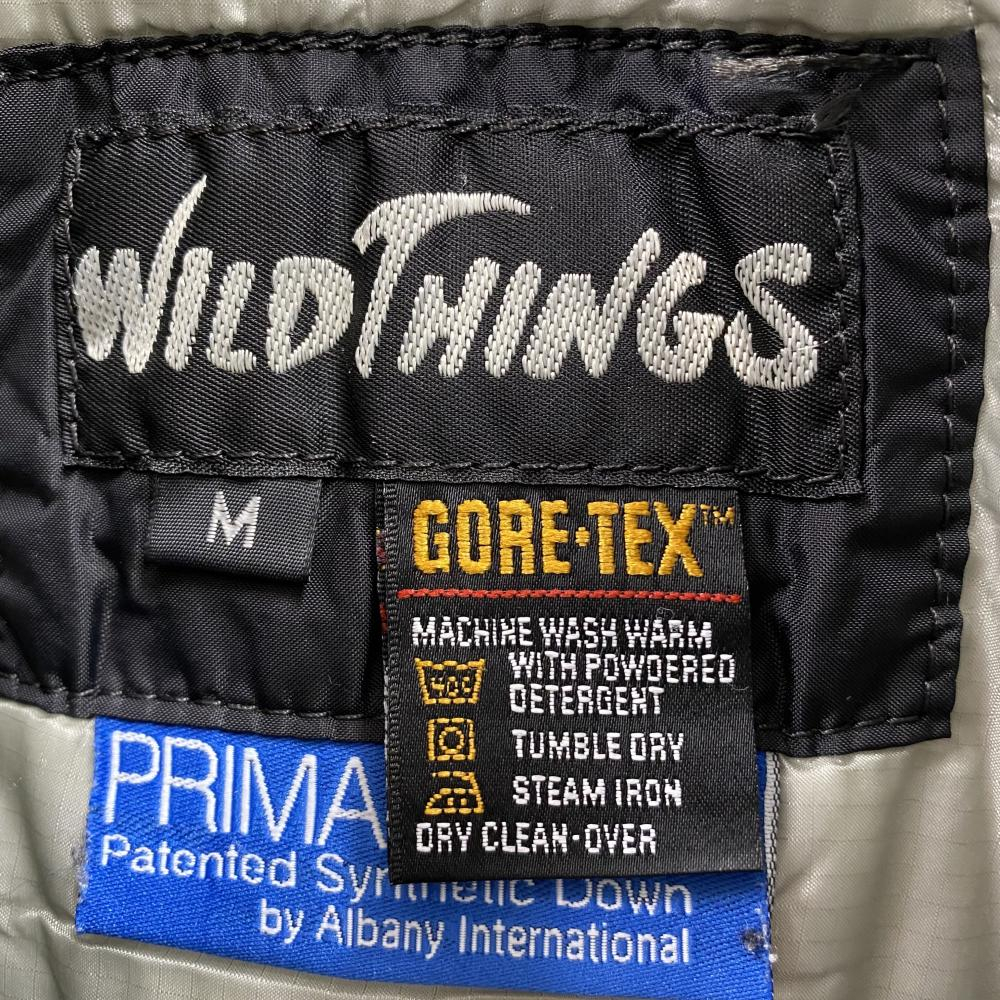 WILDTHINGS
M
GORE-TEX™
MACHINE WASH WARM
40C WITH POWDERED
DETERGENT
TUMBLE DRY
STEAM IRON
DRY CLEAN-OVER
PRIMA
Patented Synthetic Down
by Albany International